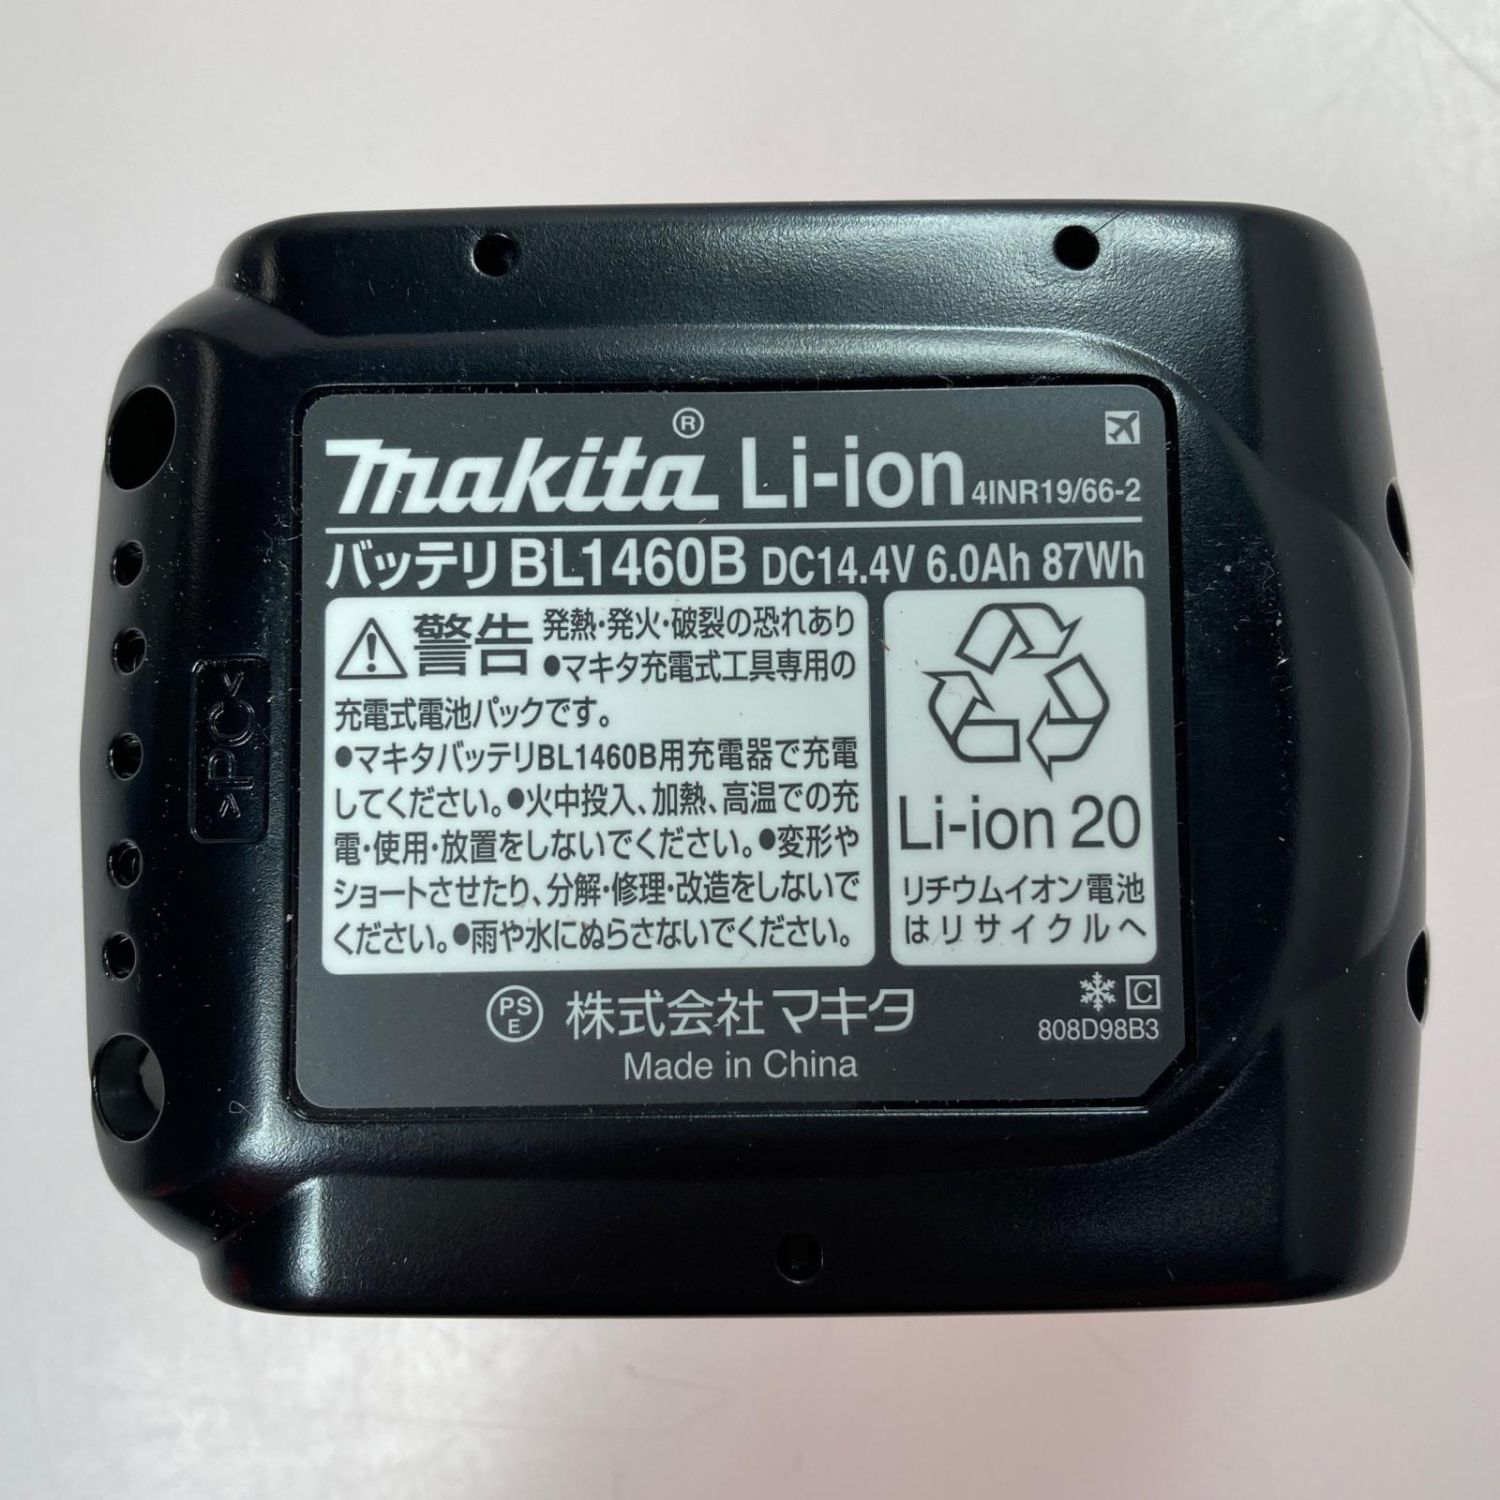 makita® Li-ion 4INR19/66-2
バッテリBL1460B DC14.4V 6.0Ah 87Wh
警告 発熱・発火・破裂の恐れあり
●マキタ充電式工具専用の
充電式電池パックです。
●マキタバッテリBL1460B用充電器で充電
してください。●火中投入、加熱、高温での充
電・使用・放置をしないでください。●変形や
ショートさせたり、分解・修理・改造をしないで
ください。●雨や水にぬらさないでください。
Li-ion 20
リチウムイオン電池
はリサイクルへ
PS
E
株式会社マキタ
Made in China
C
808D98B3
>PC<